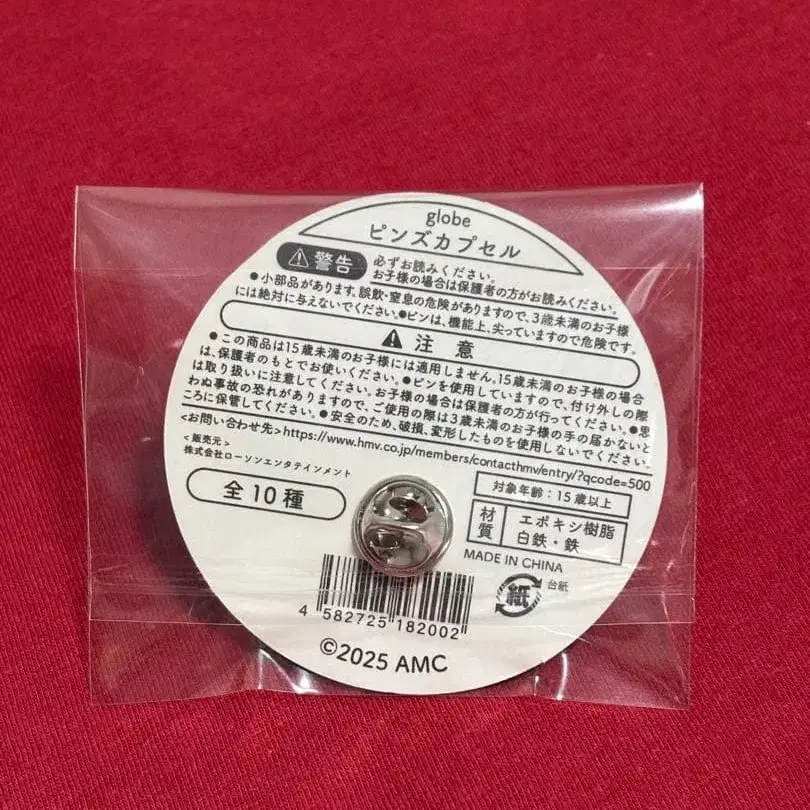 globe
ピンズカプセル
警告
必ずお読みください。
お子様の場合は保護者の方がお読みください。
●小部品があります。誤飲・窒息の危険がありますので、3歳未満のお子様
には絶対に与えないでください。●ピンは、機能上、尖っていますので危険です。
注意
●この商品は15歳未満のお子様には適用しません。15歳未満のお子様の場合
は、保護者のもとでお使いください。●ピンを使用していますので、付け外しの際
は取り扱いに注意してください。お子様の場合は保護者の方が行ってください。●思
わぬ事故の恐れがありますので、ご使用の際は3歳未満のお子様の手の届かないと
ころに保管してください。●安全のため、破損、変形したものを使用しないでください。
<お問い合わせ先>https://www.hmv.co.jp/members/contacthmv/entry/?qcode=500
<販売元>
株式会社ローソンエンタテインメント
全10種
対象年齢:15歳以上
材質
エポキシ樹脂
白鉄・鉄
MADE IN CHINA
紙
台紙
4 582725 182002
©2025 AMC